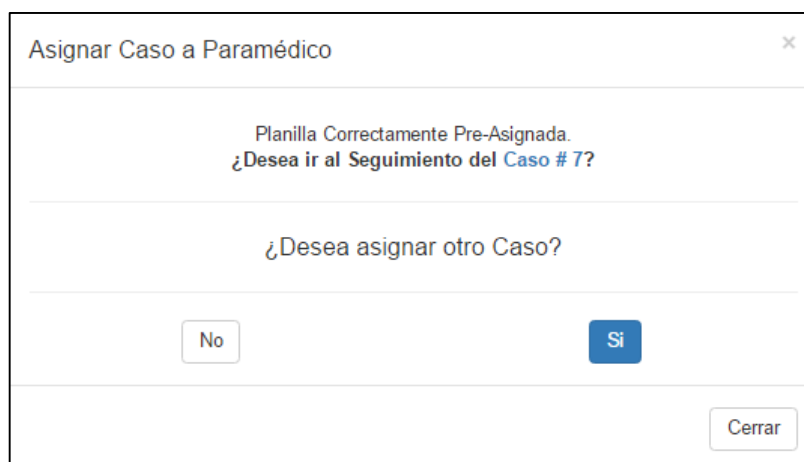 Asignar Caso a Paramédico
×
Planilla Correctamente Pre-Asignada.
¿Desea ir al Seguimiento del Caso # 7?
¿Desea asignar otro Caso?
No
Si
Cerrar